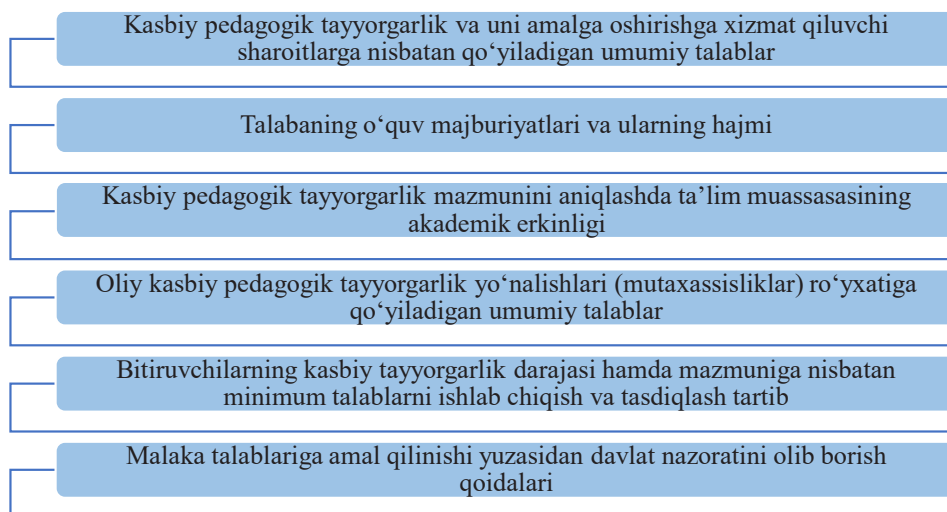 Kasbiy pedagogik tayyorgarlik va uni amalga oshirishga xizmat qiluvchi
sharoitlarga nisbatan qo‘yiladigan umumiy talablar
Talabaning o‘quv majburiyatlari va ularning hajmi
Kasbiy pedagogik tayyorgarlik mazmunini aniqlashda ta’lim muassasasining
akademik erkinligi
Oliy kasbiy pedagogik tayyorgarlik yo‘nalishlari (mutaxassisliklar) ro‘yxatiga
qo‘yiladigan umumiy talablar
Bitiruvchilarning kasbiy tayyorgarlik darajasi hamda mazmuniga nisbatan
minimum talablarni ishlab chiqish va tasdiqlash tartib
Malaka talablariga amal qilinishi yuzasidan davlat nazoratini olib borish
qoidalari